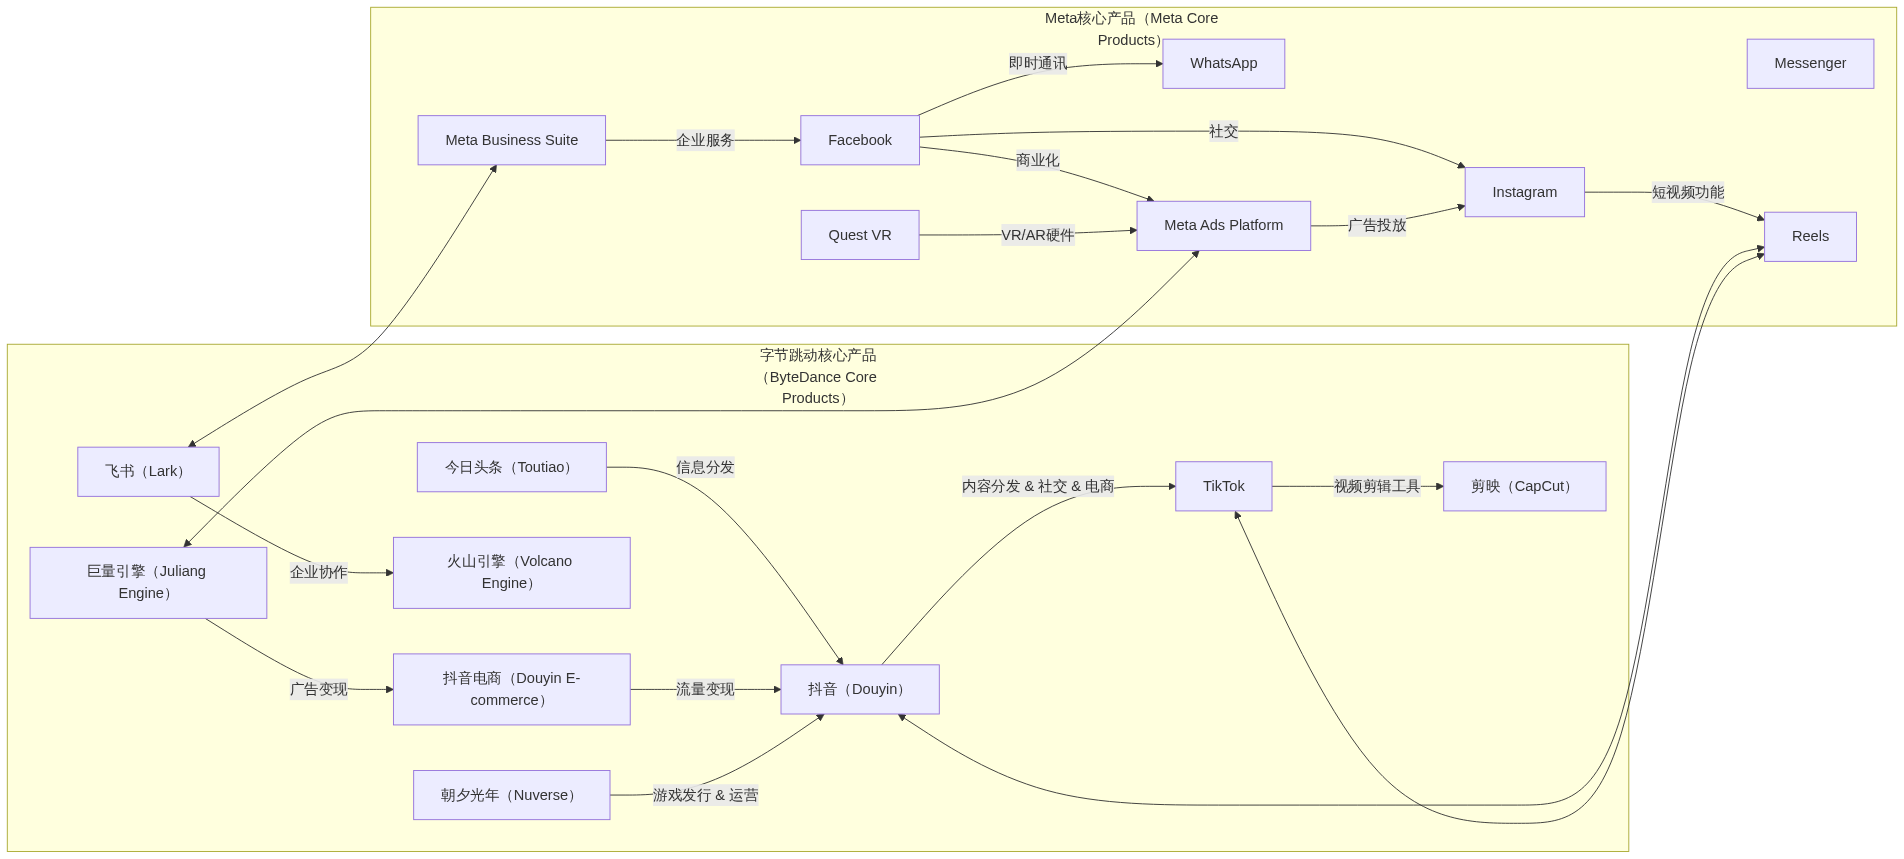 Meta核心产品（Meta Core
Products）
即时通讯
WhatsApp
Messenger
Meta Business Suite
企业服务
Facebook
社交
商业化
Instagram
短视频功能
Quest VR
VR/AR硬件
Meta Ads Platform
广告投放
Reels
字节跳动核心产品
（ByteDance Core
Products）
飞书（Lark）
今日头条（Toutiao）
信息分发
内容分发 & 社交 & 电商
TikTok
视频剪辑工具
剪映（CapCut）
巨量引擎（Juliang
Engine）
企业协作
火山引擎（Volcano
Engine）
广告变现
抖音电商（Douyin E-
commerce）
流量变现
抖音（Douyin）
朝夕光年（Nuverse）
游戏发行 & 运营